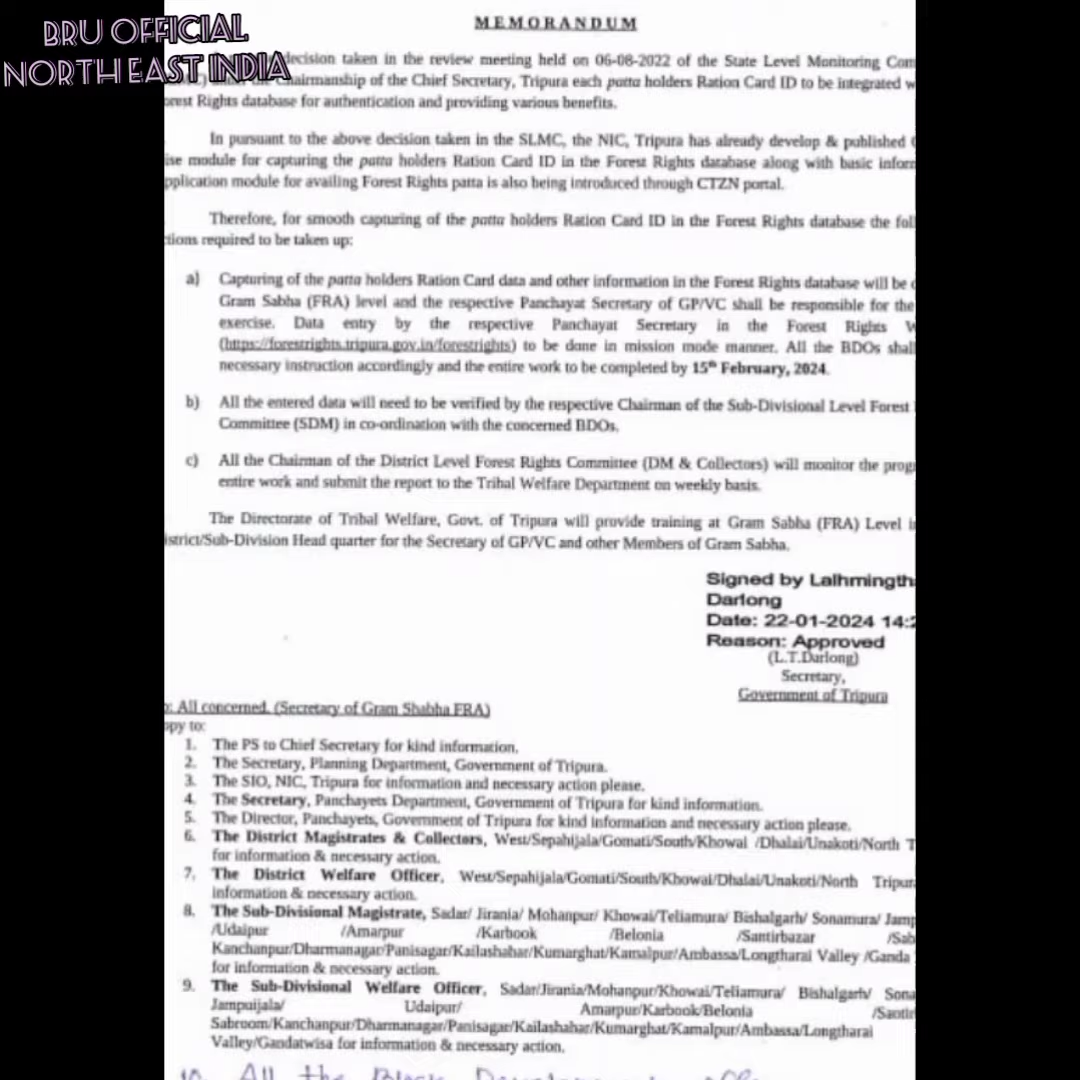 BRU OFFICIAL
NORTH EAST INDIA
MEMORANDUM
decision taken in the review meeting held on 06-08-2022 of the State Level Monitoring Com
Chairmanship of the Chief Secretary, Tripura each patta holders Ration Card ID to be integrated w
orest Rights database for authentication and providing various benefits.
In pursuant to the above decision taken in the SLMC, the NIC, Tripura has already develop & published
ise module for capturing the patta holders Ration Card ID in the Forest Rights database along with basic inform
pplication module for availing Forest Rights patta is also being introduced through CTZN portal.
Therefore, for smooth capturing of the patta holders Ration Card ID in the Forest Rights database the foll
tions required to be taken up:
a) Capturing of the patta holders Ration Card data and other information in the Forest Rights database will be
Gram Sabha (FRA) level and the respective Panchayat Secretary of GP/VC shall be responsible for the
exercise. Data entry by the respective Panchayat Secretary in the Forest Rights W
(https://forestrights.tripura.gov.in/forestrights) to be done in mission mode manner. All the BDOs shall
necessary instruction accordingly and the entire work to be completed by 15th February, 2024.
b) All the entered data will need to be verified by the respective Chairman of the Sub-Divisional Level Forest
Committee (SDM) in co-ordination with the concerned BDOs.
c) All the Chairman of the District Level Forest Rights Committee (DM & Collectors) will monitor the prog
entire work and submit the report to the Tribal Welfare Department on weekly basis.
The Directorate of Tribal Welfare, Govt. of Tripura will provide training at Gram Sabha (FRA) Level i
istrict/Sub-Division Head quarter for the Secretary of GP/VC and other Members of Gram Sabha.
Signed by Lalhmingth
Darlong
Date: 22-01-2024 14:2
Reason: Approved
(L.T.Darlong)
Secretary,
Government of Tripura
: All concerned. (Secretary of Gram Shabha FRA)
opy to:
1. The PS to Chief Secretary for kind information.
2. The Secretary, Planning Department, Government of Tripura.
3. The SIO, NIC, Tripura for information and necessary action please.
4. The Secretary, Panchayets Department, Government of Tripura for kind information.
5. The Director, Panchayets, Government of Tripura for kind information and necessary action please.
6. The District Magistrates & Collectors, West/Sepahijala/Gomati/South/Khowai /Dhalai/Unakoti/North T
for information & necessary action.
7. The District Welfare Officer, West/Sepahijala/Gomati/South/Khowai/Dhalai/Unakoti/North Tripur
information & necessary action.
8. The Sub-Divisional Magistrate, Sadar/ Jirania/ Mohanpur/ Khowai/Teliamura/ Bishalgarh/ Sonamura/ Jamp
/Udaipur /Amarpur /Karbook /Belonia /Santirbazar /Sab
Kanchanpur/Dharmanagar/Panisagar/Kailashahar/Kumarghat/Kamalpur/Ambassa/Longtharai Valley /Ganda
for information & necessary action.
9. The Sub-Divisional Welfare Officer, Sadar/Jirania/Mohanpur/Khowai/Teliamura/ Bishalgarh/ Sona
Jampuijala/ Udaipur/ Amarpur/Karbook/Belonia /Santir
Sabroom/Kanchanpur/Dharmanagar/Panisagar/Kailashahar/Kumarghat/Kamalpur/Ambassa/Longtharai
Valley/Gandatwisa for information & necessary action.
10. All the Block